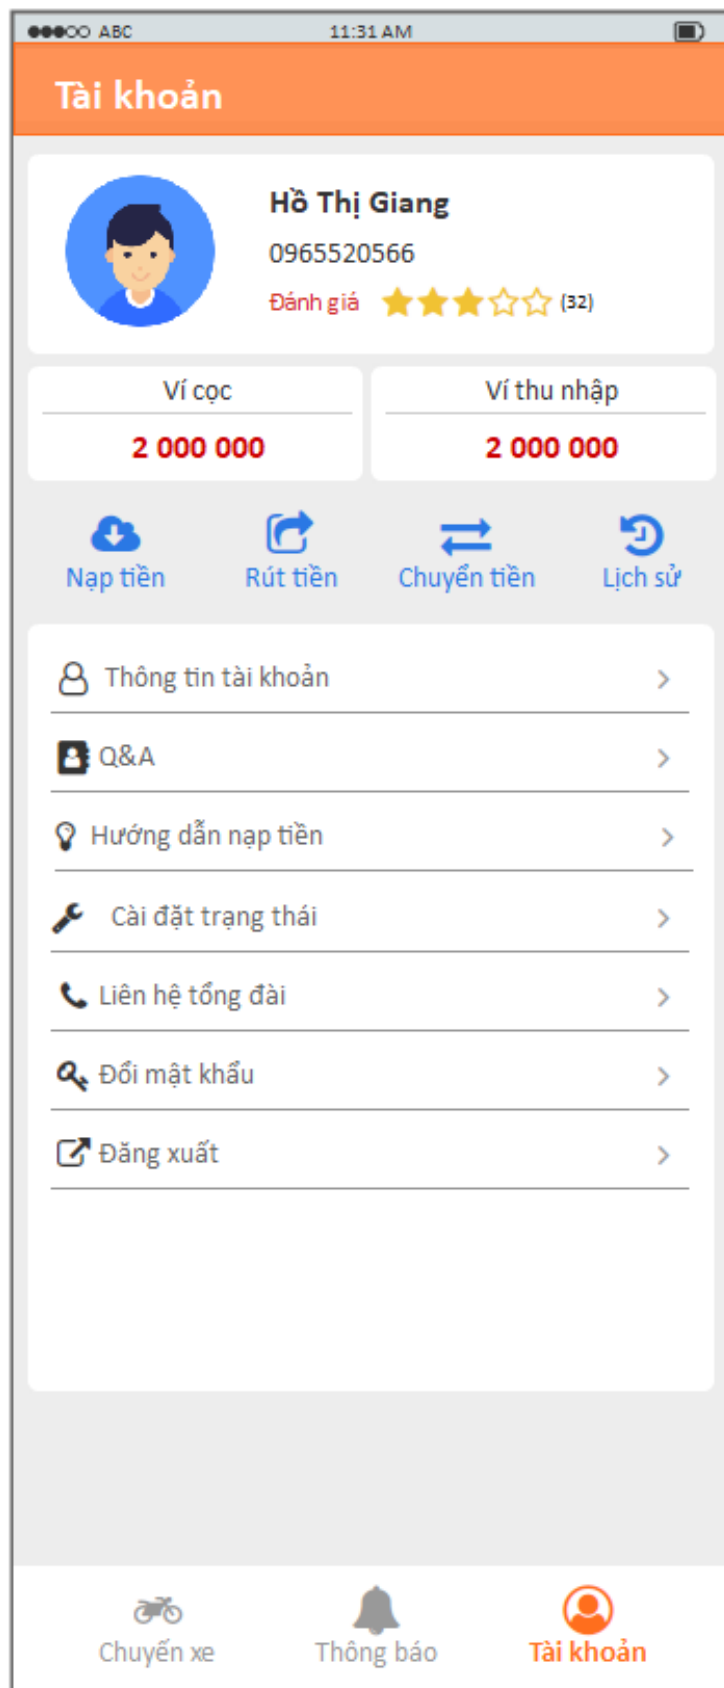 ABC 11:31 AM
Tài khoản
Hồ Thị Giang
0965520566
Đánh giá (32)
Ví cọc Ví thu nhập
2 000 000 2 000 000
Nạp tiền Rút tiền Chuyển tiền Lịch sử
Thông tin tài khoản
Q&A
Hướng dẫn nạp tiền
Cài đặt trạng thái
Liên hệ tổng đài
Đổi mật khẩu
Đăng xuất
Chuyến xe Thông báo Tài khoản